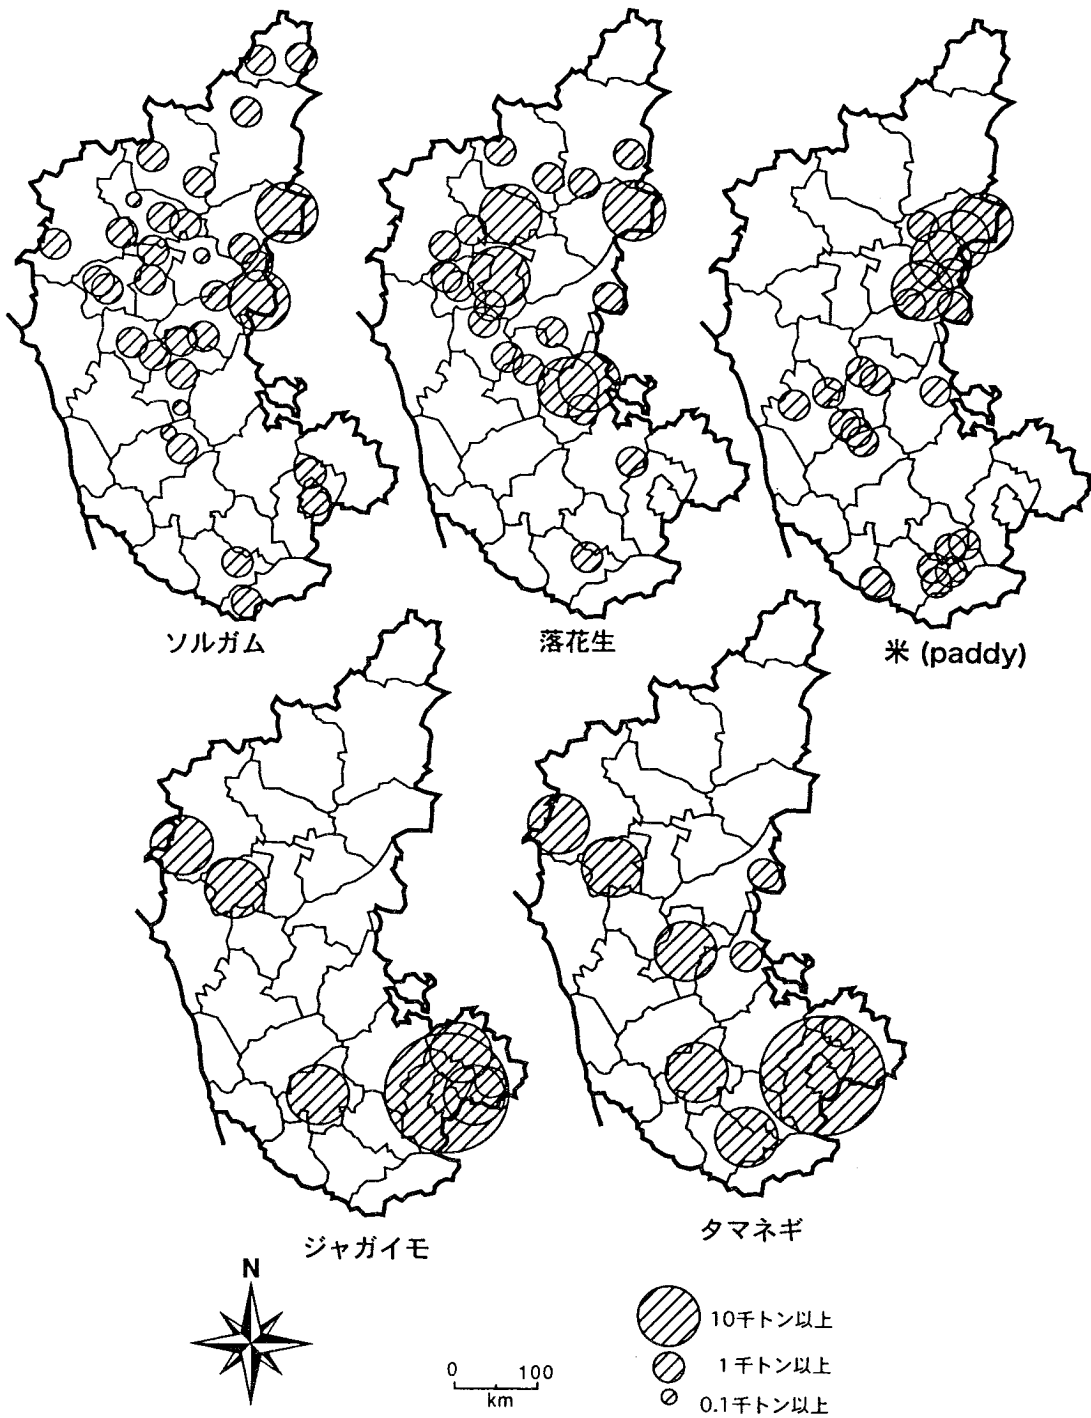 ソルガム
落花生
米 (paddy)
ジャガイモ
タマネギ
N
0 100
km
10千トン以上
1千トン以上
0.1千トン以上